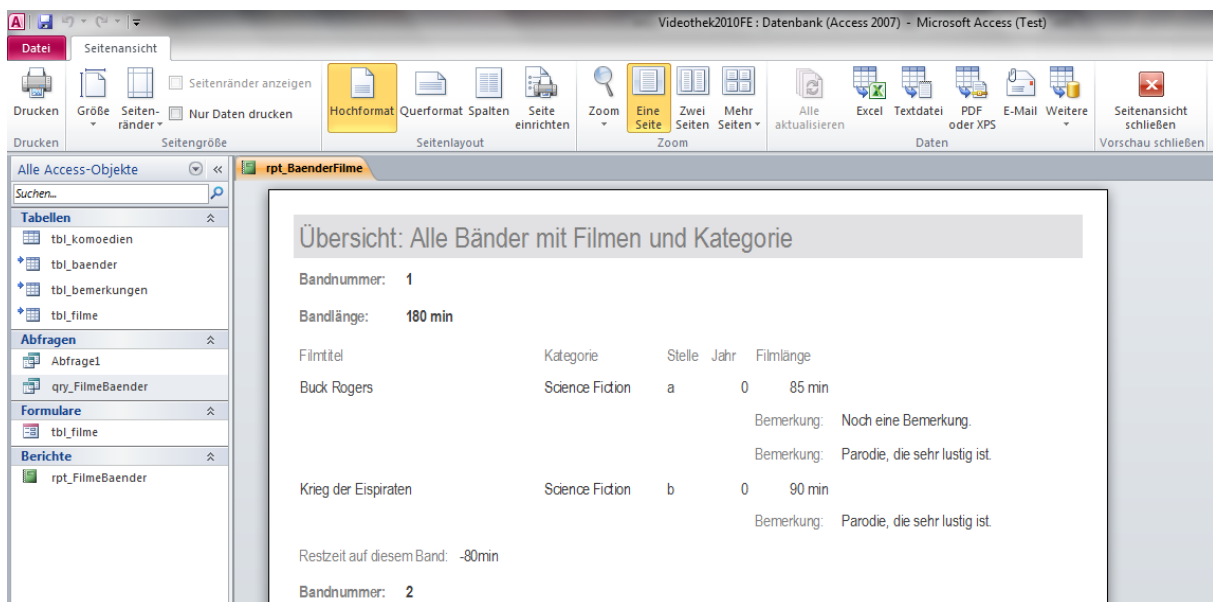 Videothek2010FE : Datenbank (Access 2007) - Microsoft Access (Test)
Datei Seitenansicht
Drucken
Größe
Seiten-
ränder
Seitenränder anzeigen
Nur Daten drucken
Hochformat Querformat Spalten
Seite
einrichten
Zoom
Eine
Seite
Zwei
Seiten
Mehr
Seiten
Alle
aktualisieren
Excel Textdatei
PDF
oder XPS
E-Mail Weitere
Seitenansicht
schließen
Drucken Seitengröße Seitenlayout Zoom Daten Vorschau schließen
Alle Access-Objekte
Suchen...
Tabellen
tbl_komoedien
tbl_baender
tbl_bemerkungen
tbl_filme
Abfragen
Abfrage1
qry_FilmeBaender
Formulare
tbl_filme
Berichte
rpt_FilmeBaender
rpt_BaenderFilme
Übersicht: Alle Bänder mit Filmen und Kategorie
Bandnummer: 1
Bandlänge: 180 min
Filmtitel Kategorie Stelle Jahr Filmlänge
Buck Rogers Science Fiction a 0 85 min
Bemerkung: Noch eine Bemerkung.
Bemerkung: Parodie, die sehr lustig ist.
Krieg der Eispiraten Science Fiction b 0 90 min
Bemerkung: Parodie, die sehr lustig ist.
Restzeit auf diesem Band: -80min
Bandnummer: 2